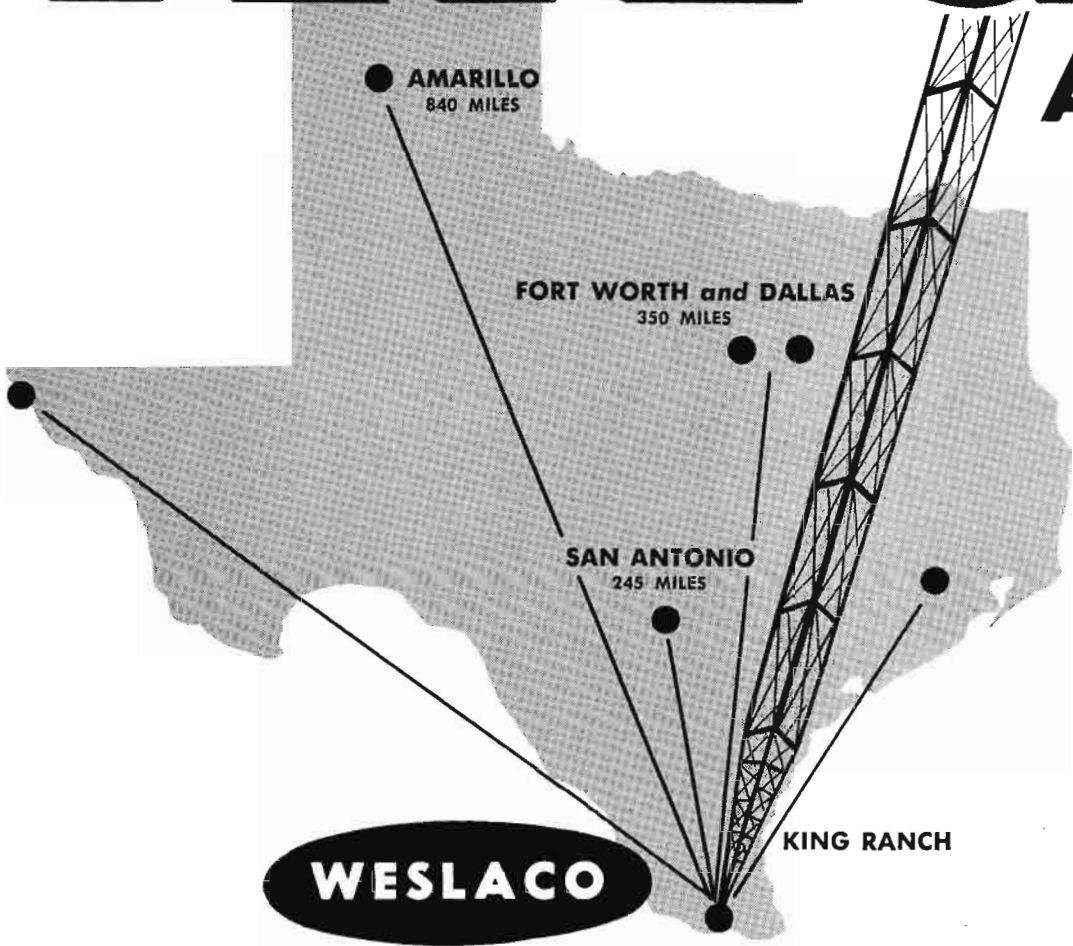 AMARILLO
840 MILES
FORT WORTH and DALLAS
350 MILES
SAN ANTONIO
245 MILES
KING RANCH
WESLACO